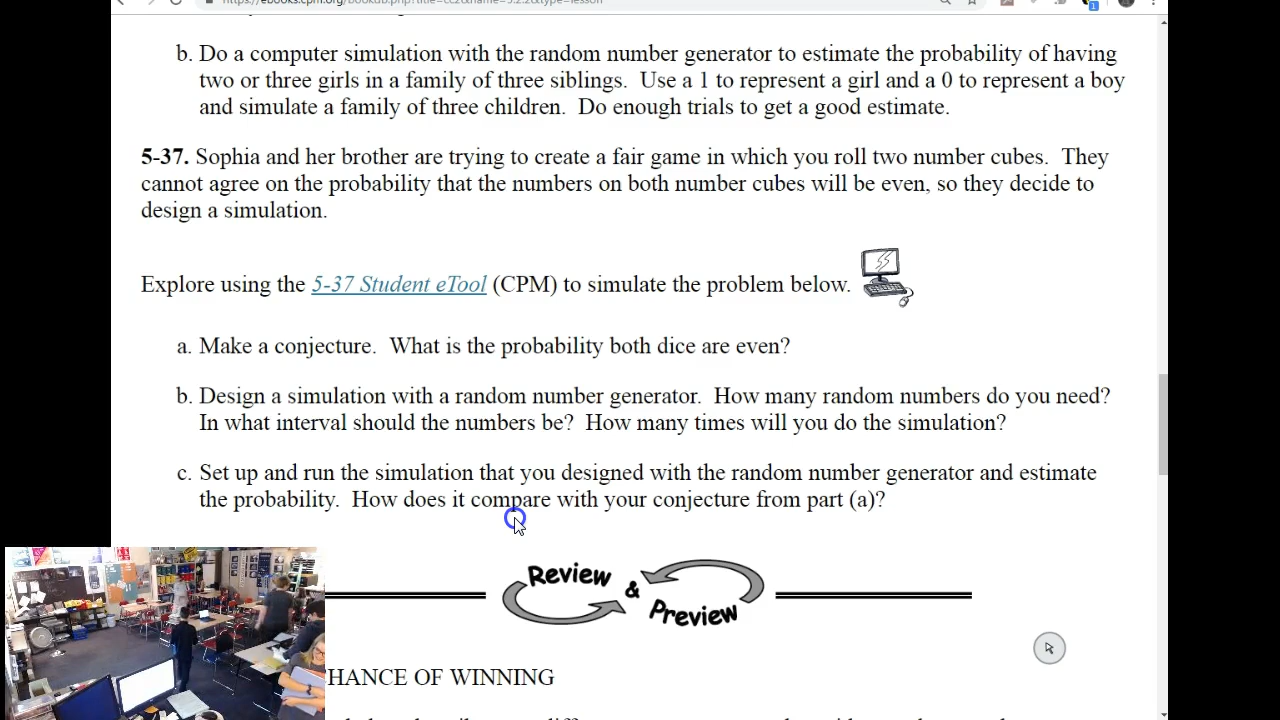 b. Do a computer simulation with the random number generator to estimate the probability of having
two or three girls in a family of three siblings.  Use a 1 to represent a girl and a 0 to represent a boy
and simulate a family of three children.  Do enough trials to get a good estimate.
5-37. Sophia and her brother are trying to create a fair game in which you roll two number cubes.  They
cannot agree on the probability that the numbers on both number cubes will be even, so they decide to
design a simulation.
Explore using the 5-37 Student eTool (CPM) to simulate the problem below.
a. Make a conjecture.  What is the probability both dice are even?
b. Design a simulation with a random number generator.  How many random numbers do you need?
In what interval should the numbers be?  How many times will you do the simulation?
c. Set up and run the simulation that you designed with the random number generator and estimate
the probability.  How does it compare with your conjecture from part (a)?
Review & Preview
HANCE OF WINNING